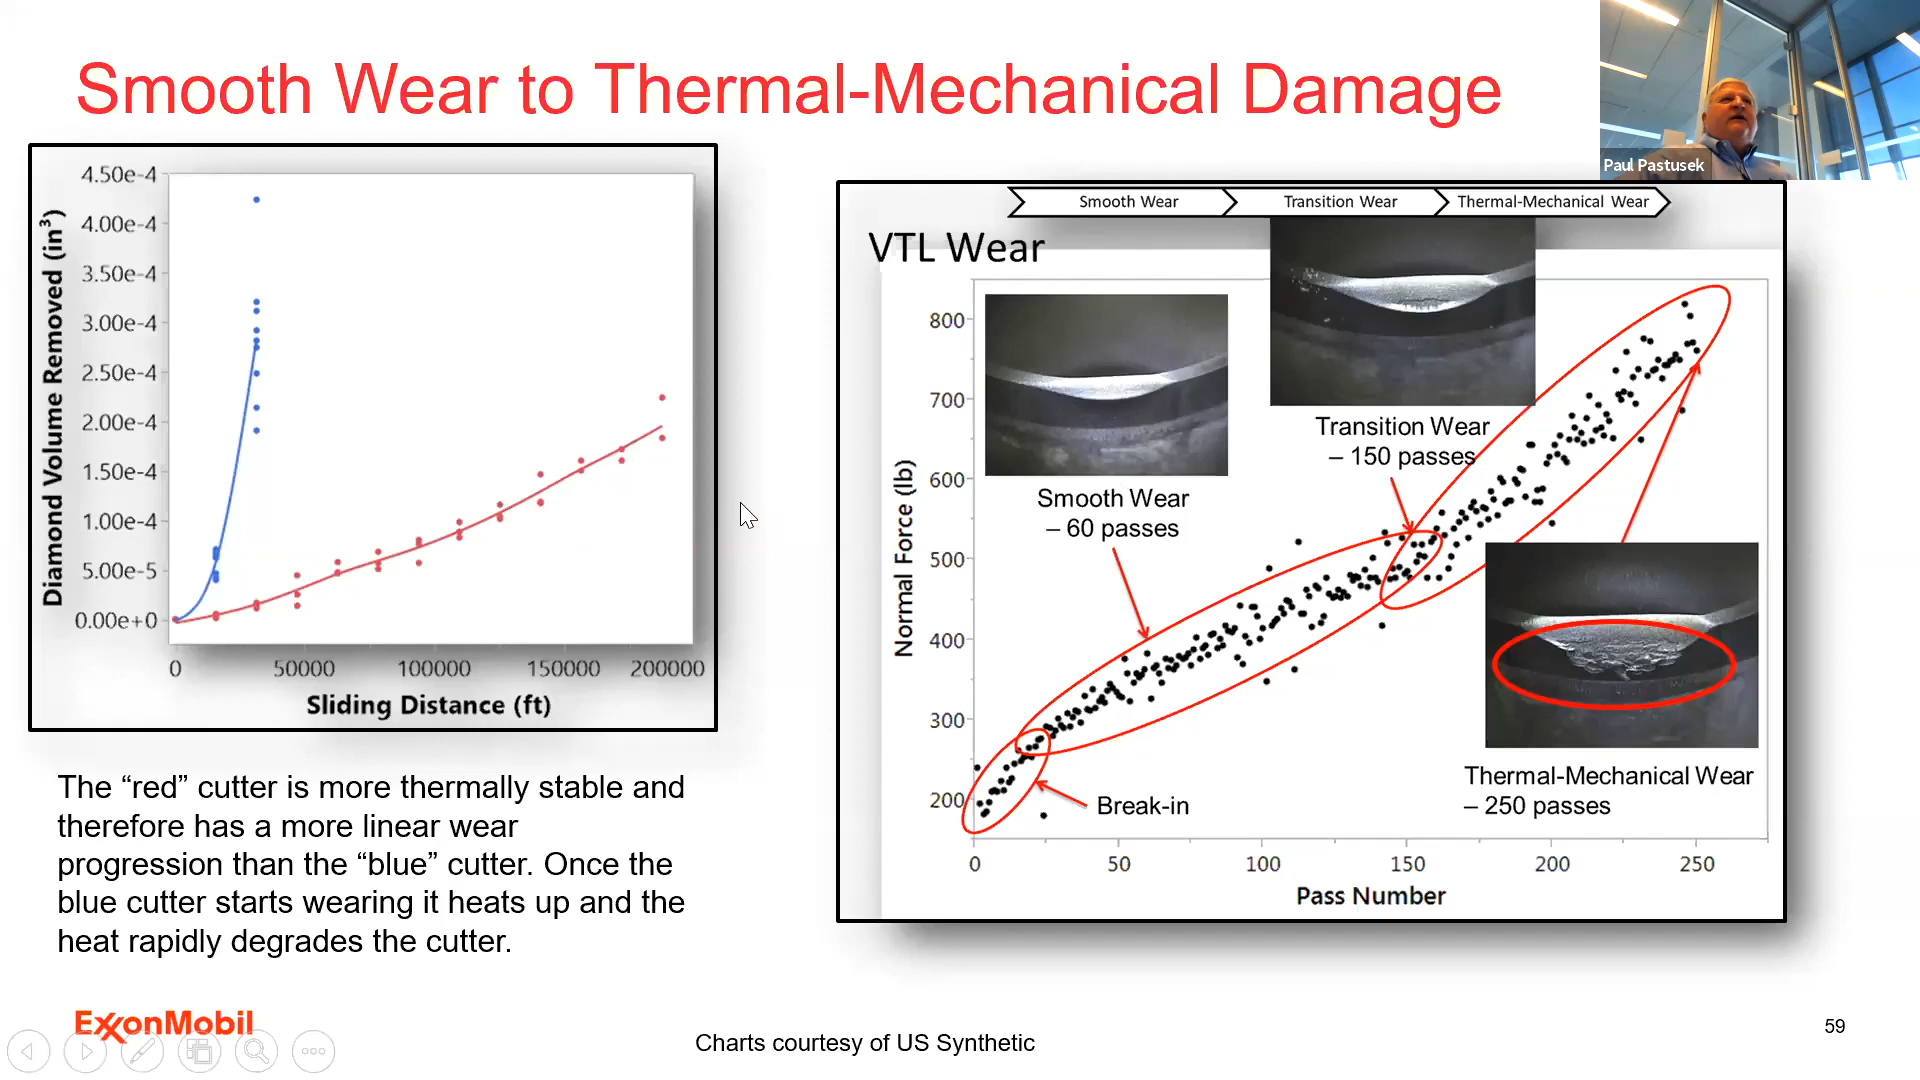 Smooth Wear to Thermal-Mechanical Damage
Paul Pastusek
Diamond Volume Removed (in³)
4.50e-4
4.00e-4
3.50e-4
3.00e-4
2.50e-4
2.00e-4
1.50e-4
1.00e-4
5.00e-5
0.00e+0
0
50000
100000
150000
200000
Sliding Distance (ft)
The “red” cutter is more thermally stable and
therefore has a more linear wear
progression than the “blue” cutter. Once the
blue cutter starts wearing it heats up and the
heat rapidly degrades the cutter.
Smooth Wear
Transition Wear
Thermal-Mechanical Wear
VTL Wear
Normal Force (lb)
800
700
600
500
400
300
200
Smooth Wear
– 60 passes
Transition Wear
– 150 passes
Break-in
Thermal-Mechanical Wear
– 250 passes
0
50
100
150
200
250
Pass Number
ExxonMobil
Charts courtesy of US Synthetic
59